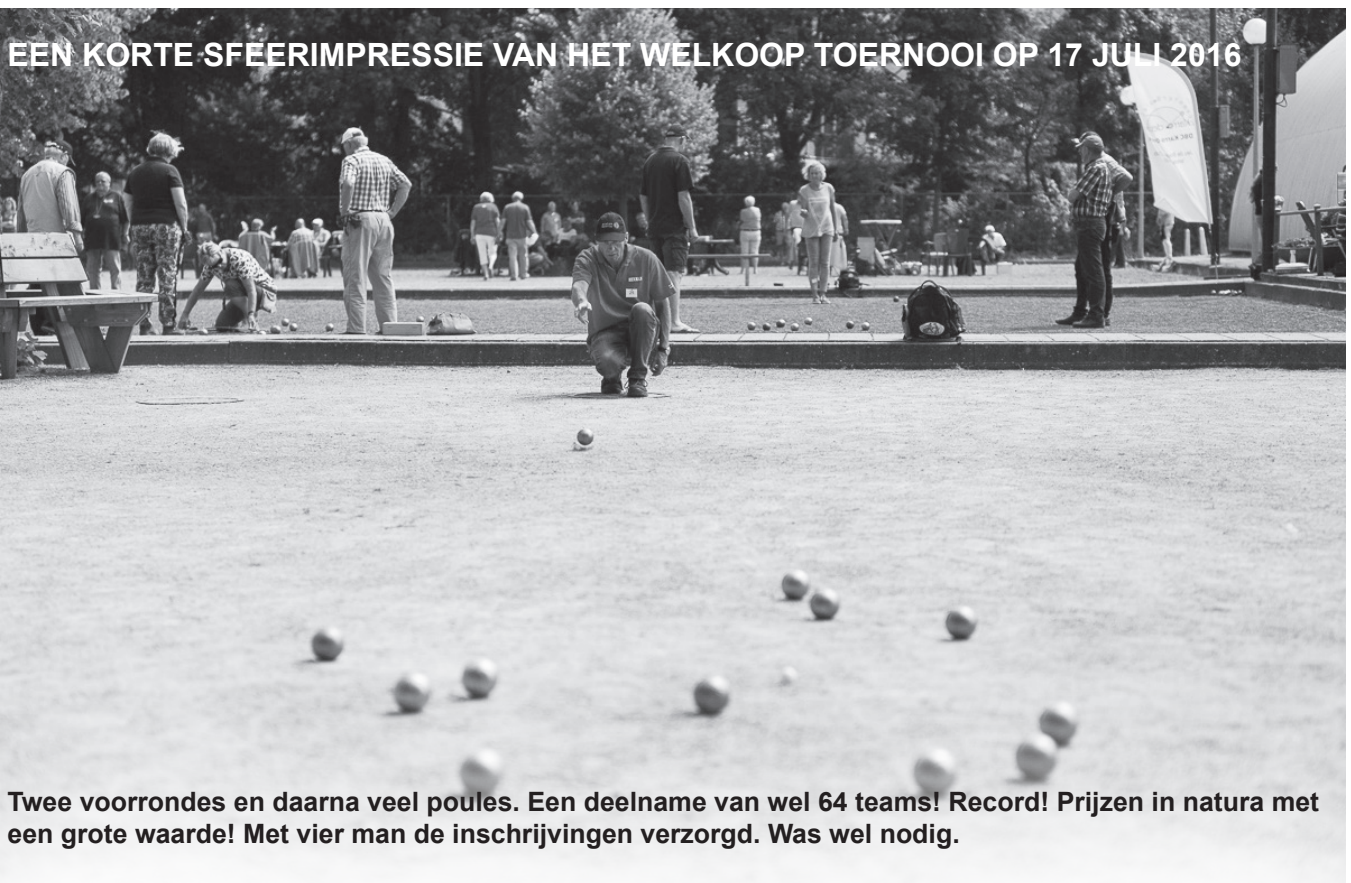 EEN KORTE SFEERIMPRESSIE VAN HET WELKOOP TOERNOOI OP 17 JULI 2016
Twee voorrondes en daarna veel poules. Een deelname van wel 64 teams! Record! Prijzen in natura met
een grote waarde! Met vier man de inschrijvingen verzorgd. Was wel nodig.